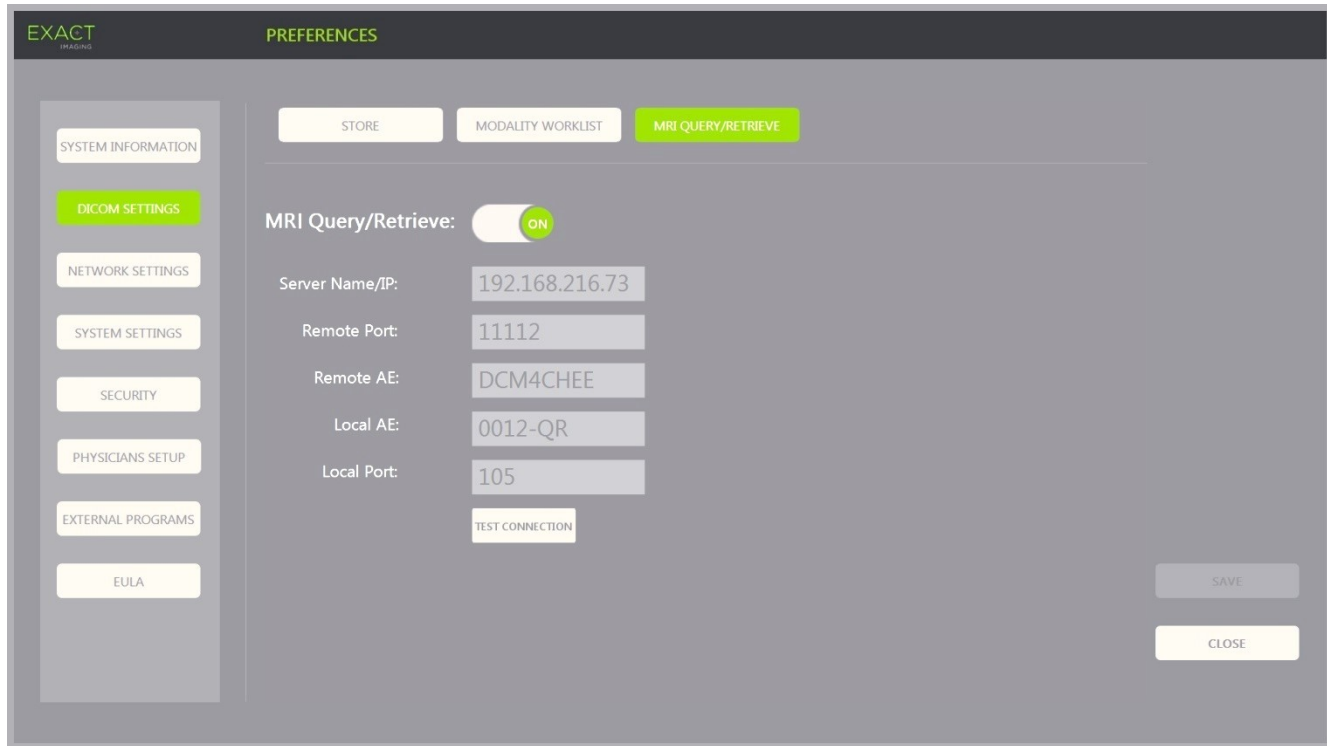 EXACT
IMAGING
PREFERENCES
SYSTEM INFORMATION
DICOM SETTINGS
NETWORK SETTINGS
SYSTEM SETTINGS
SECURITY
PHYSICIANS SETUP
EXTERNAL PROGRAMS
EULA
STORE MODALITY WORKLIST MRI QUERY/RETRIEVE
MRI Query/Retrieve: ON
Server Name/IP: 192.168.216.73
Remote Port: 11112
Remote AE: DCM4CHEE
Local AE: 0012-QR
Local Port: 105
TEST CONNECTION
SAVE
CLOSE